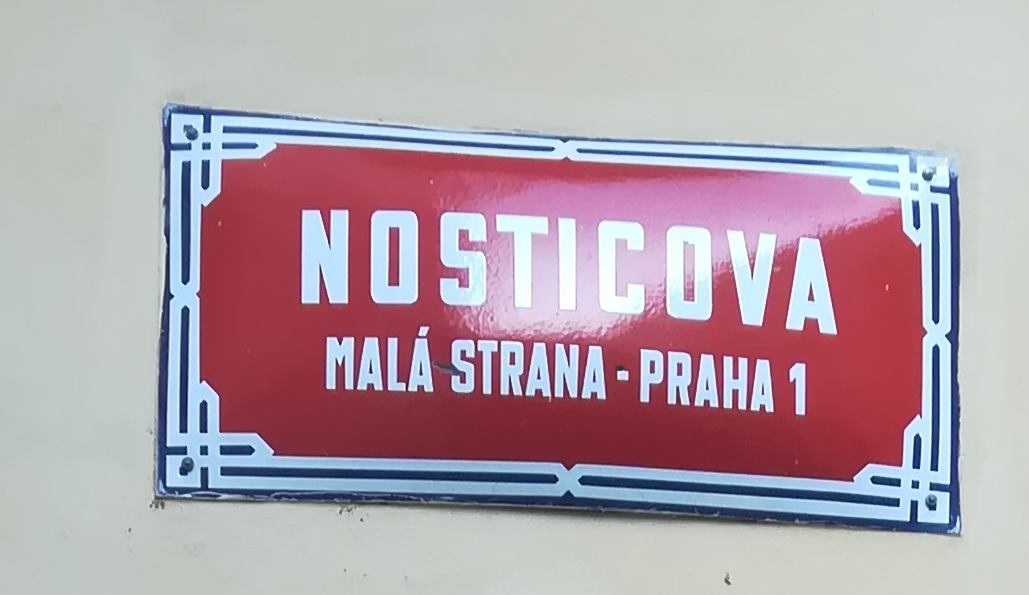 NOSTICOVA
MALÁ STRANA - PRAHA 1